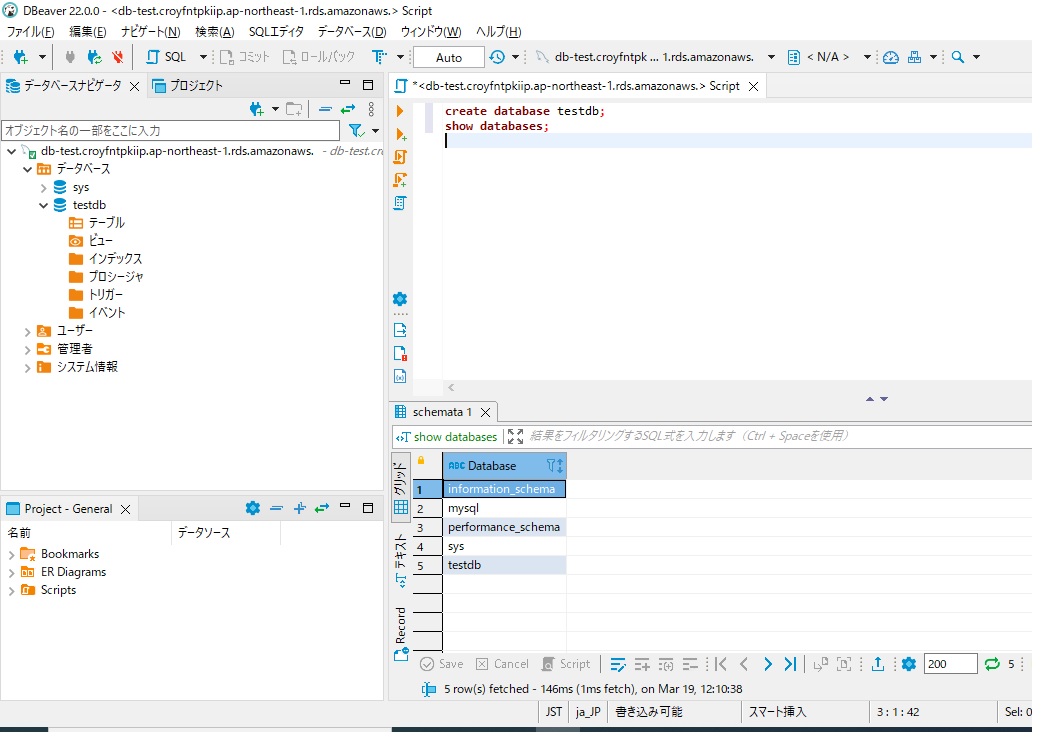 DBeaver 22.0.0 - <db-test.croyfntpkiip.ap-northeast-1.rds.amazonaws.> Script
ファイル(F) 編集(E) ナビゲート(N) 検索(A) SQLエディタ データベース(D) ウィンドウ(W) ヘルプ(H)
SQL コミット ロールバック Auto db-test.croyfntpk ... 1.rds.amazonaws. < N/A >
データベースナビゲータ プロジェクト
オブジェクト名の一部をここに入力
db-test.croyfntpkiip.ap-northeast-1.rds.amazonaws. - db-test.cr
データベース
sys
testdb
テーブル
ビュー
インデックス
プロシージャ
トリガー
イベント
ユーザー
管理者
システム情報
Project - General
名前 データソース
Bookmarks
ER Diagrams
Scripts
*<db-test.croyfntpkiip.ap-northeast-1.rds.amazonaws.> Script
create database testdb;
show databases;
schemata 1
show databases 結果をフィルタリングするSQL式を入力します (Ctrl + Spaceを使用)
グリッド
テキスト
Record
ABC Database
1 information_schema
2 mysql
3 performance_schema
4 sys
5 testdb
Save Cancel Script 200 5
5 row(s) fetched - 146ms (1ms fetch), on Mar 19, 12:10:38
JST ja_JP 書き込み可能 スマート挿入 3 : 1 : 42 Sel: 0